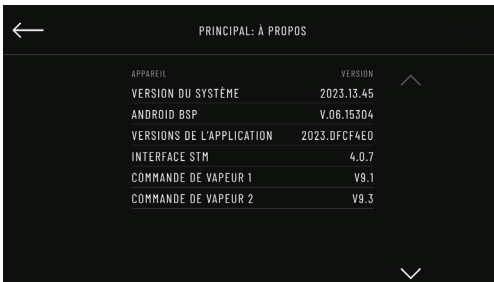 PRINCIPAL: À PROPOS
APPAREIL VERSION
VERSION DU SYSTÈME 2023.13.45
ANDROID BSP V.06.15304
VERSIONS DE L'APPLICATION 2023.DFCF4E0
INTERFACE STM 4.0.7
COMMANDE DE VAPEUR 1 V9.1
COMMANDE DE VAPEUR 2 V9.3